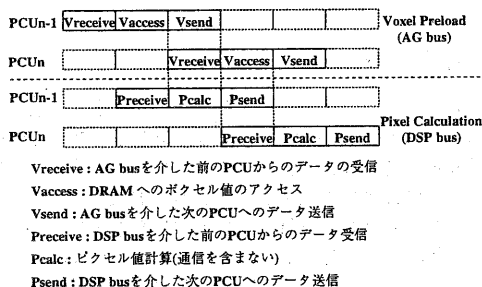 PCUn-1 Vreceive Vaccess Vsend Voxel Preload
(AG bus)
PCUn Vreceive Vaccess Vsend
PCUn-1 Preceive Pcalc Psend
Pixel Calculation
PCUn Preceive Pcalc Psend (DSP bus)
Vreceive : AG busを介した前のPCUからのデータの受信
Vaccess : DRAM へのボクセル値のアクセス
Vsend : AG busを介した次のPCUへのデータ送信
Preceive : DSP busを介した前のPCUからのデータ受信
Pcalc : ピクセル値計算(通信を含まない)
Psend : DSP busを介した次のPCUへのデータ送信